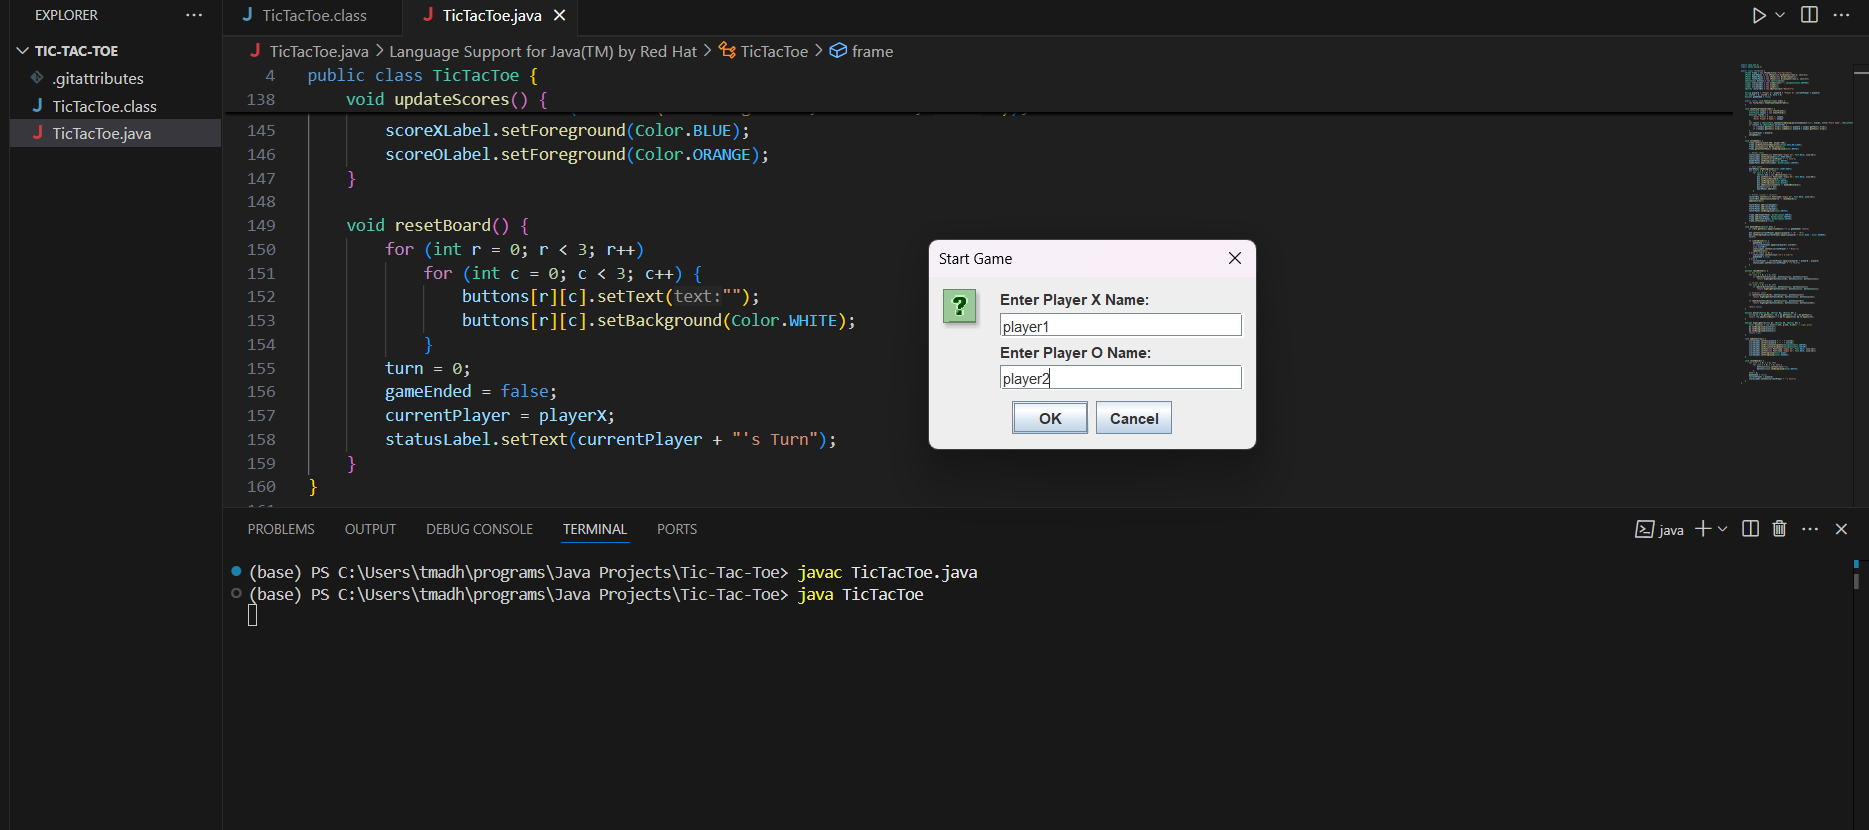 EXPLORER
TIC-TAC-TOE
.gitattributes
TicTacToe.class
TicTacToe.java
TicTacToe.class
TicTacToe.java
TicTacToe.java > Language Support for Java(TM) by Red Hat > TicTacToe > frame
4 public class TicTacToe {
138 void updateScores() {
145 scoreXLabel.setForeground(Color.BLUE);
146 scoreOLabel.setForeground(Color.ORANGE);
147 }
148
149 void resetBoard() {
150 for (int r = 0; r < 3; r++)
151 for (int c = 0; c < 3; c++) {
152 buttons[r][c].setText(text:"");
153 buttons[r][c].setBackground(Color.WHITE);
154 }
155 turn = 0;
156 gameEnded = false;
157 currentPlayer = playerX;
158 statusLabel.setText(currentPlayer + "'s Turn");
159 }
160 }
Start Game
?
Enter Player X Name:
player1
Enter Player O Name:
player2
OK Cancel
PROBLEMS OUTPUT DEBUG CONSOLE TERMINAL PORTS
java
(base) PS C:\Users\tmadh\programs\Java Projects\Tic-Tac-Toe> javac TicTacToe.java
(base) PS C:\Users\tmadh\programs\Java Projects\Tic-Tac-Toe> java TicTacToe